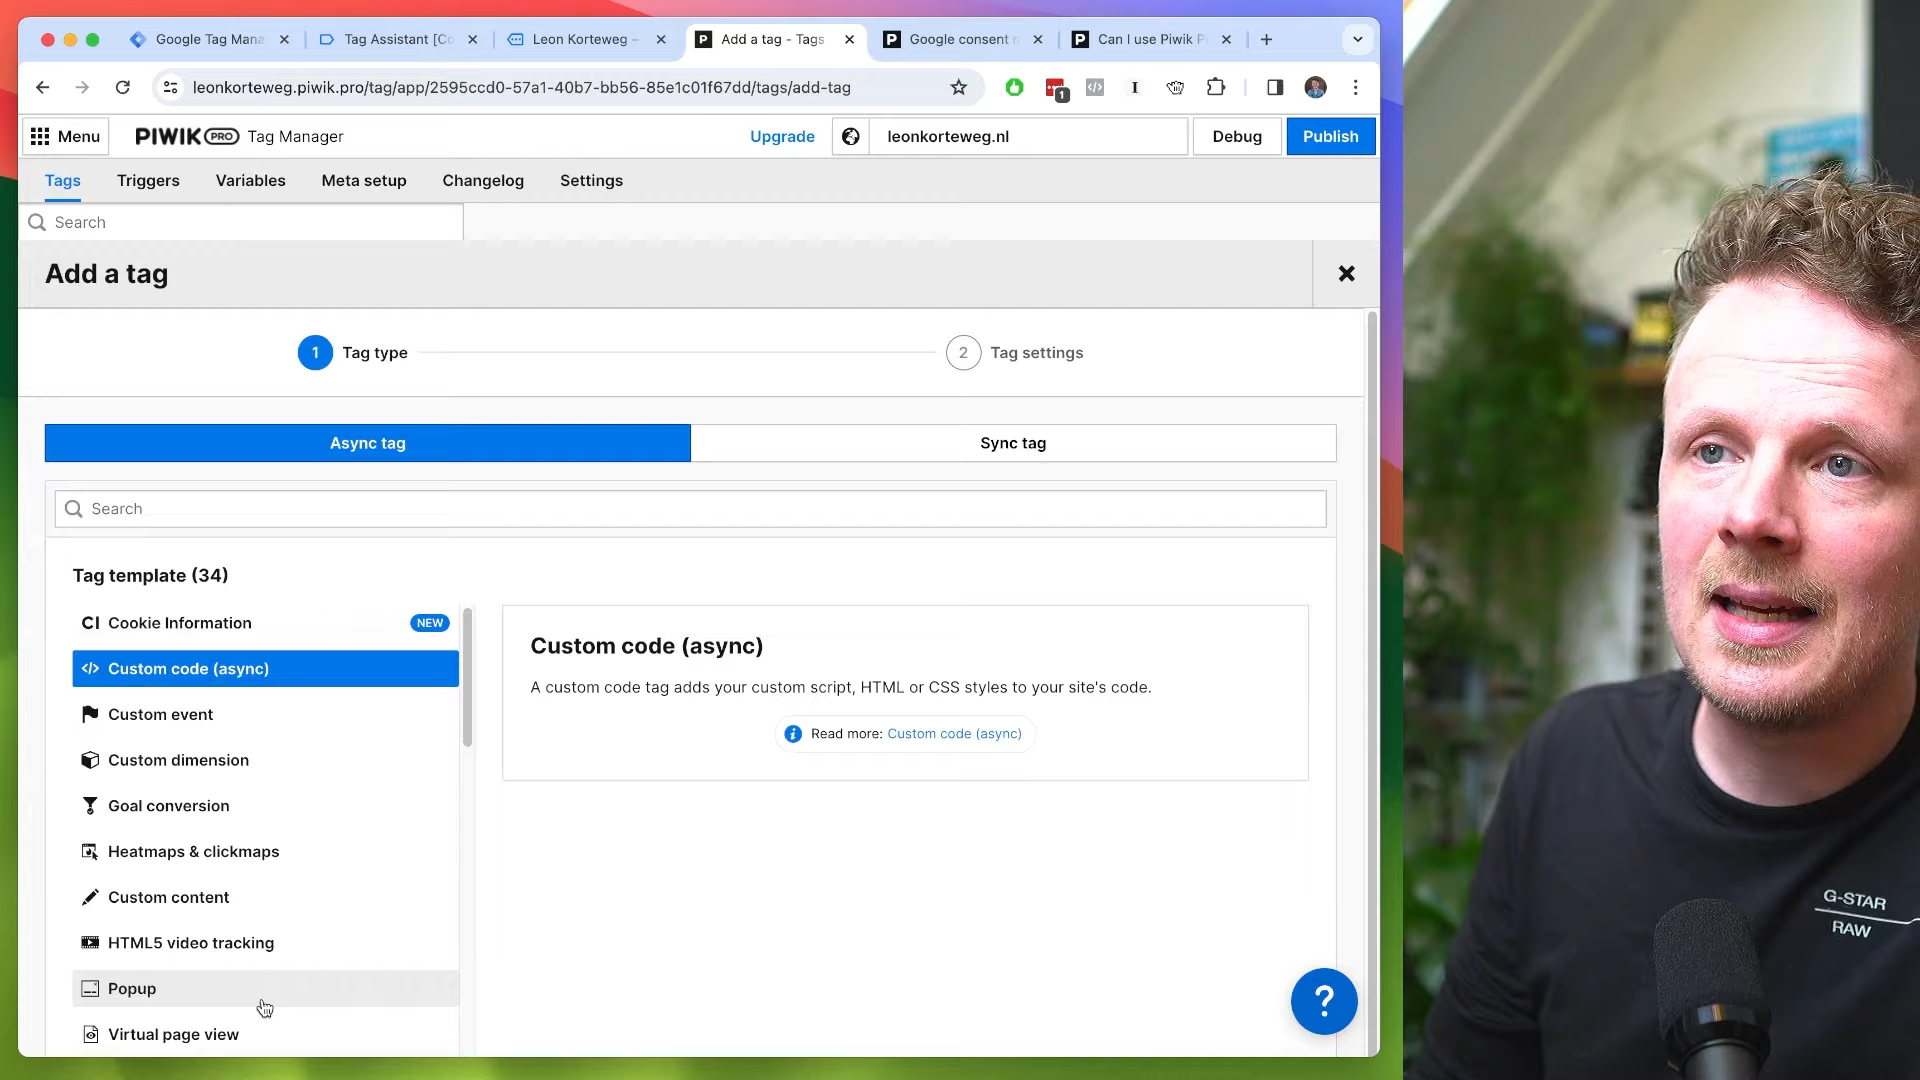 Google Tag Mana
Tag Assistant [Co
Leon Korteweg –
Add a tag - Tags
Google consent m
Can I use Piwik P
leonkorteweg.piwik.pro/tag/app/2595ccd0-57a1-40b7-bb56-85e1c01f67dd/tags/add-tag
1
Menu
PIWIK PRO Tag Manager
Upgrade
leonkorteweg.nl
Debug
Publish
Tags
Triggers
Variables
Meta setup
Changelog
Settings
Search
Add a tag
1 Tag type
2 Tag settings
Async tag
Sync tag
Search
Tag template (34)
CI Cookie Information NEW
</> Custom code (async)
Custom event
Custom dimension
Goal conversion
Heatmaps & clickmaps
Custom content
HTML5 video tracking
Popup
Virtual page view
Custom code (async)
A custom code tag adds your custom script, HTML or CSS styles to your site's code.
Read more: Custom code (async)
?
G-STAR
RAW